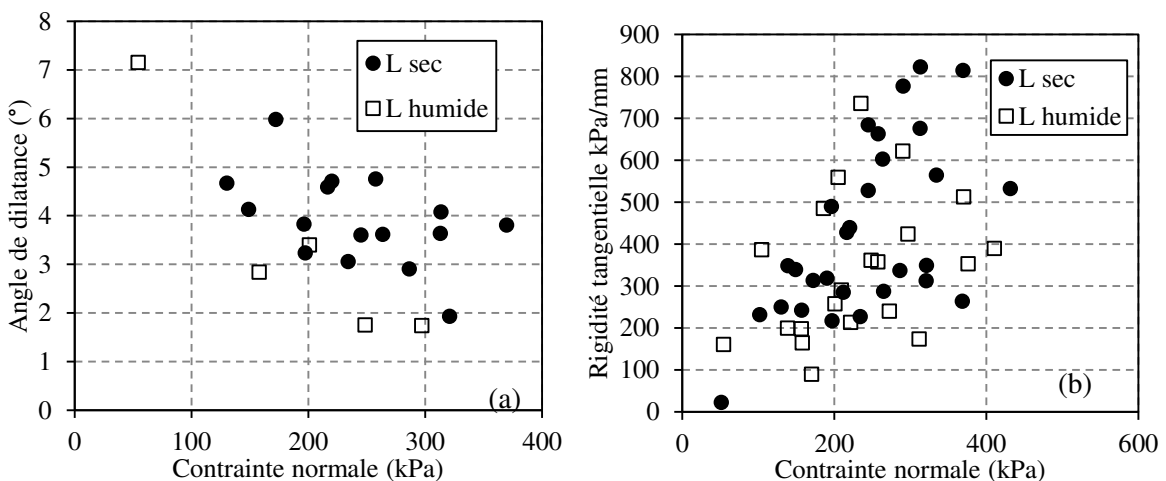 8
7
6
5
4
3
2
1
0
Angle de dilatance (°)
L sec
L humide
(a)
0 100 200 300 400
Contrainte normale (kPa)
900
800
700
600
500
400
300
200
100
0
Rigidité tangentielle kPa/mm
L sec
L humide
(b)
0 200 400 600
Contrainte normale (kPa)